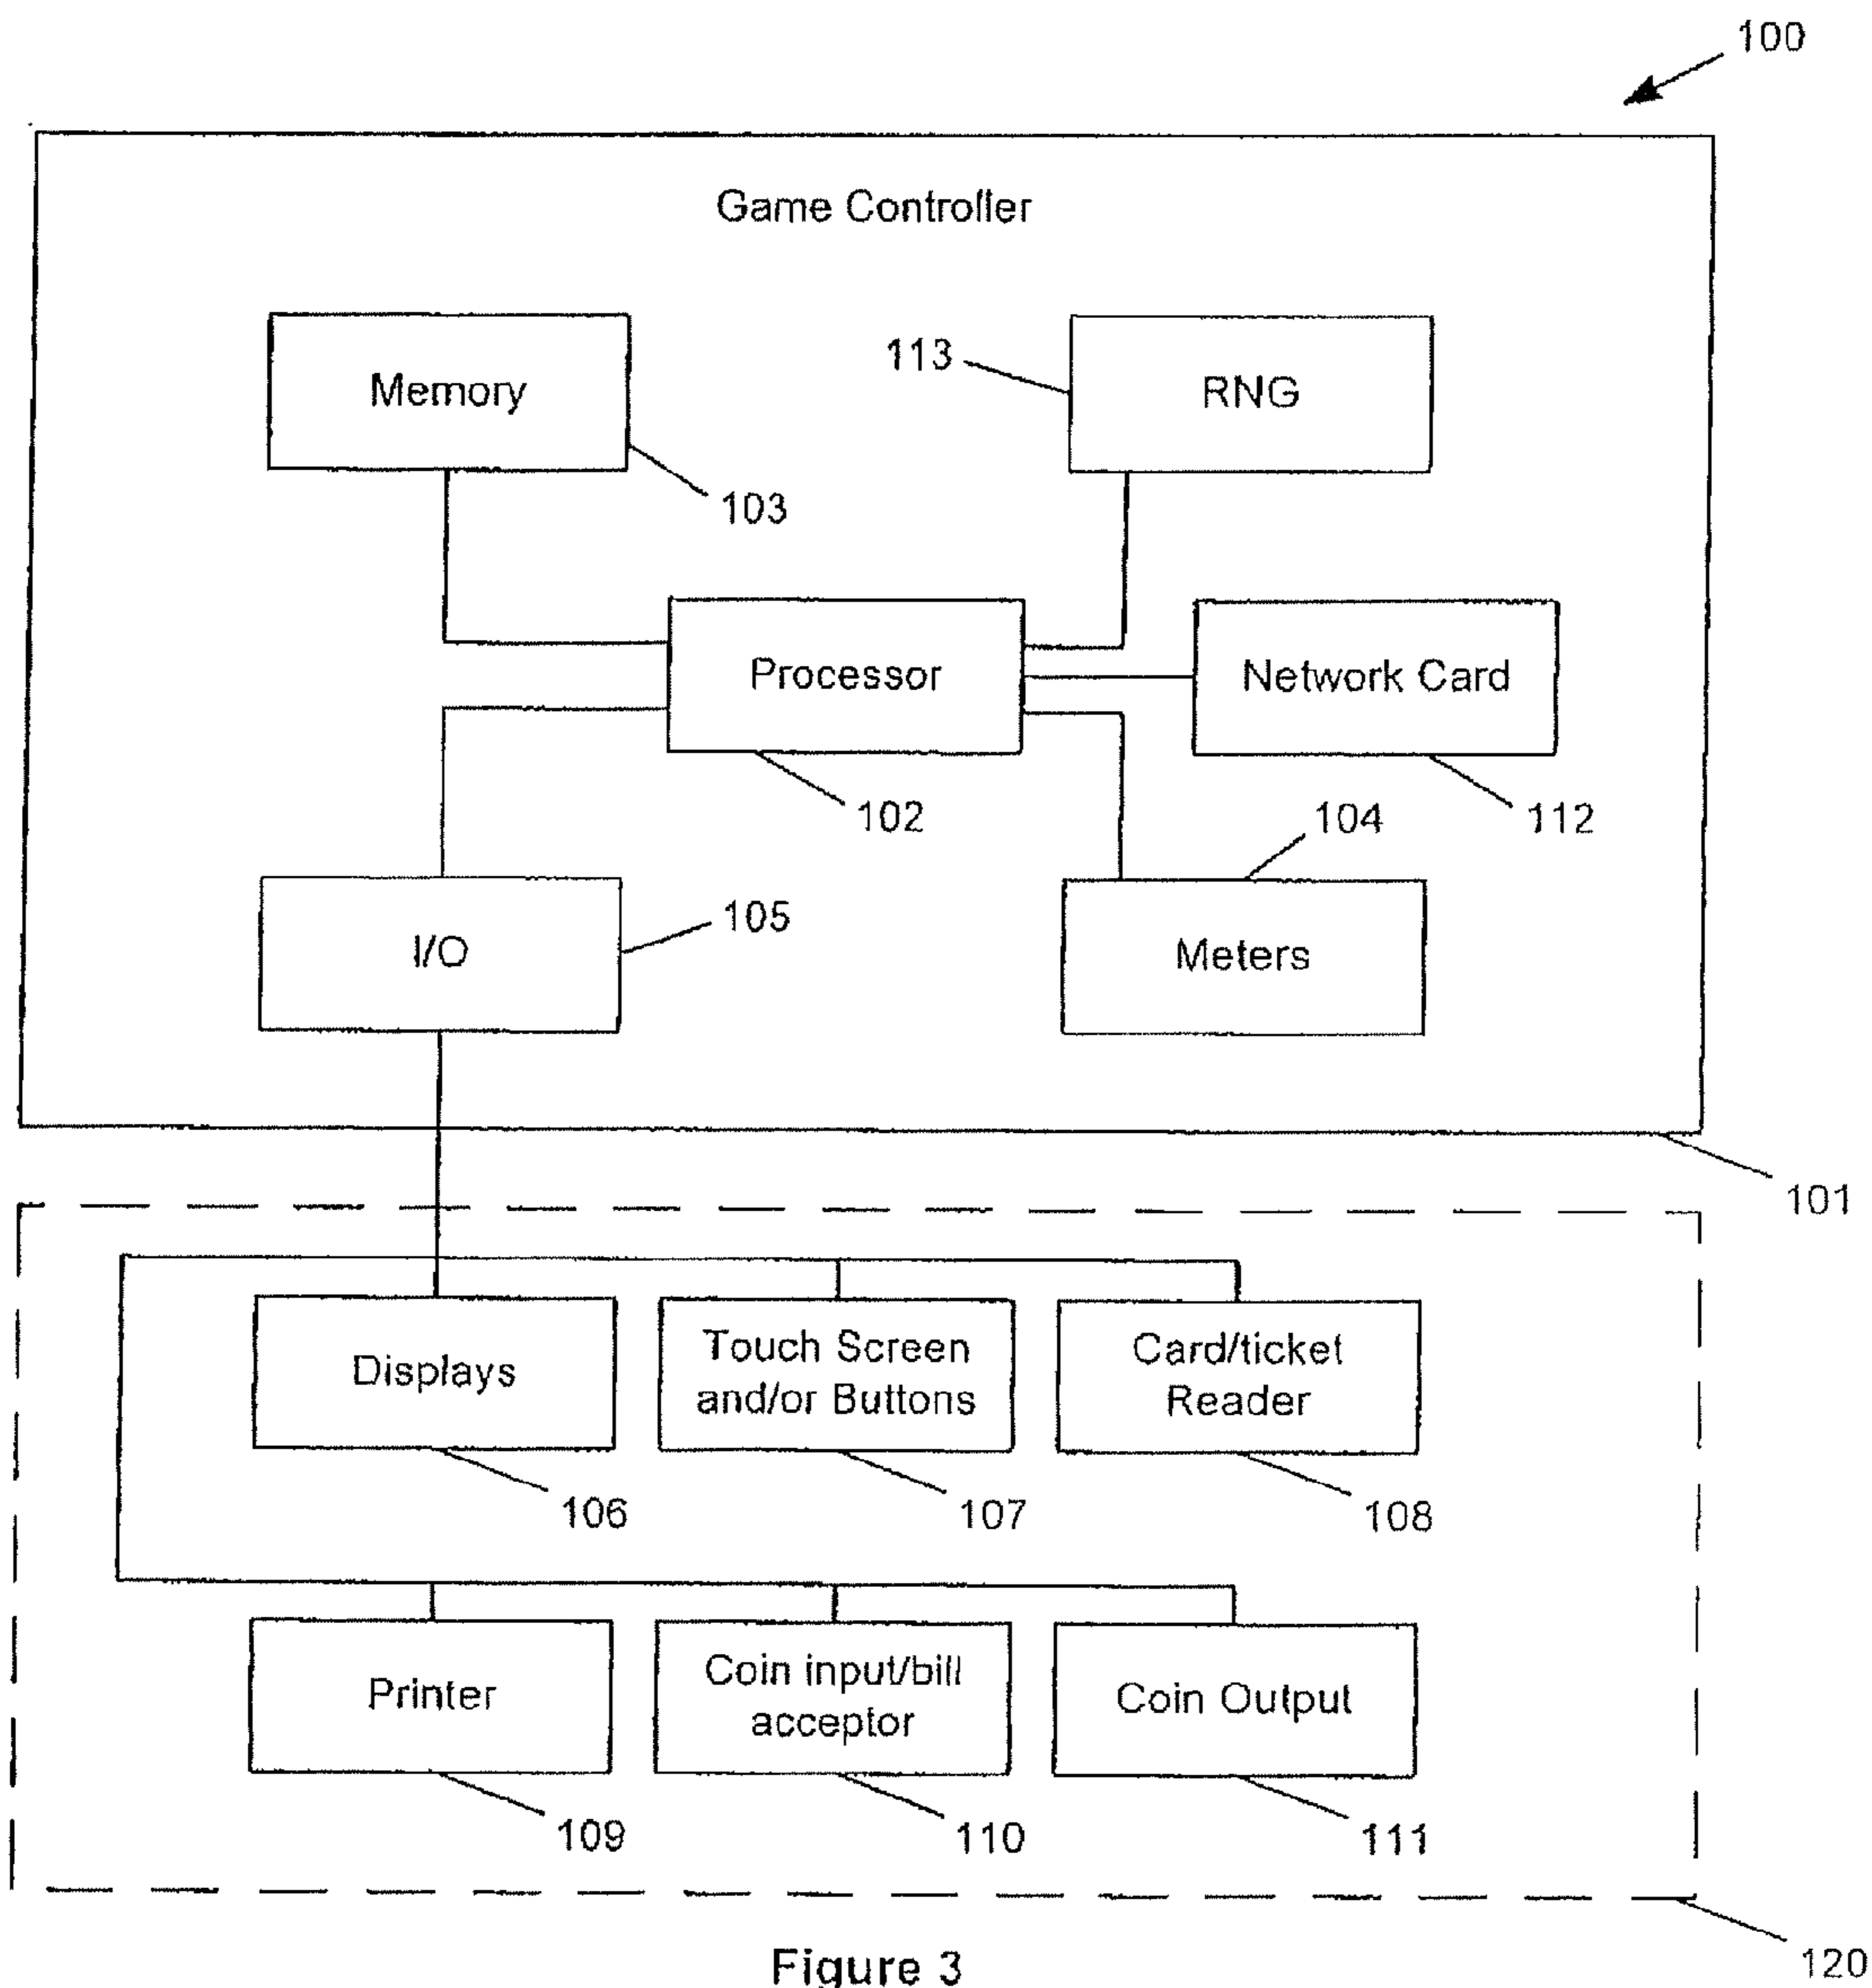 100
Game Controller
Memory
113
RNG
103
Processor
Network Card
102
104
112
I/O
105
Meters
101
Displays
Touch Screen
and/or Buttons
Card/ticket
Reader
106
107
108
Printer
Coin input/bill
acceptor
Coin Output
109
110
111
Figure 3
120